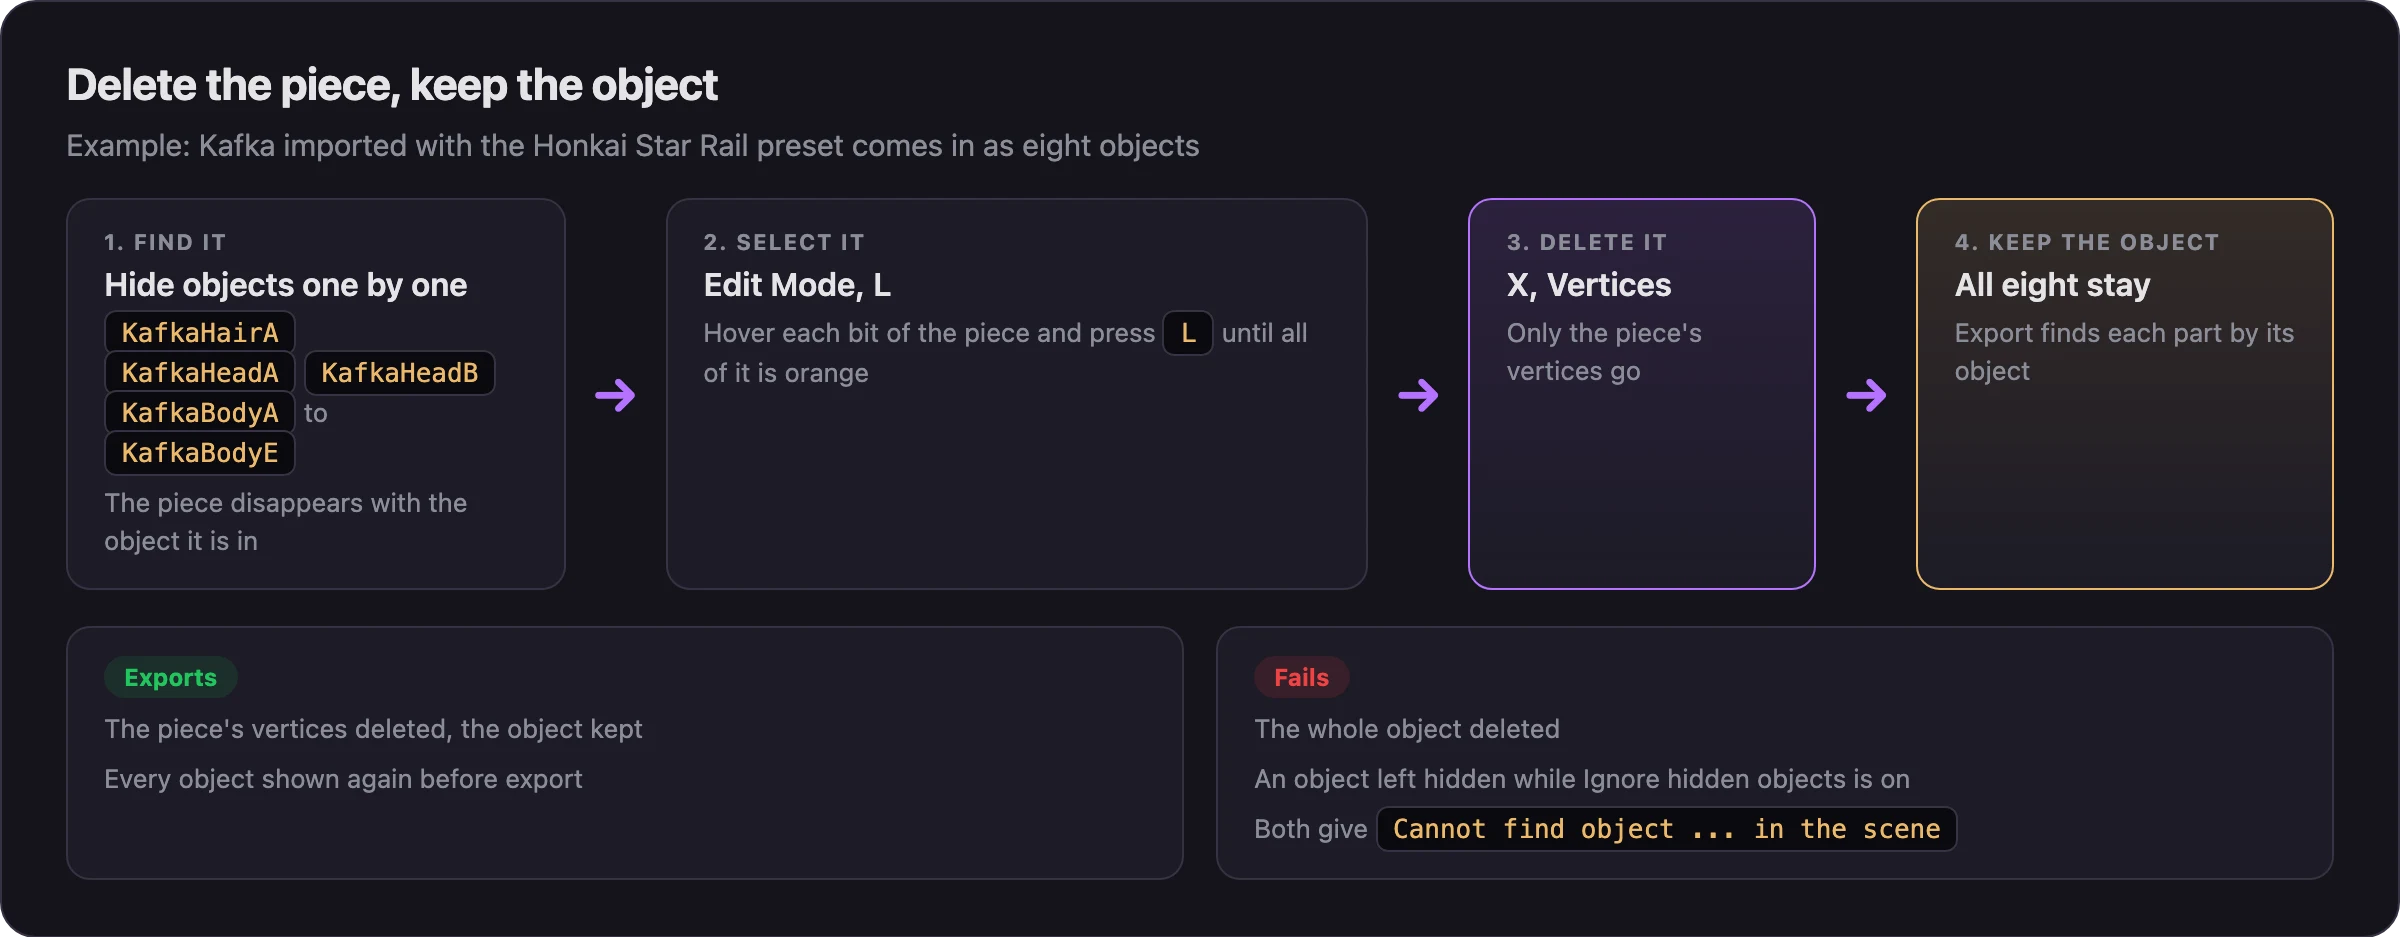 Delete the piece, keep the object
Example: Kafka imported with the Honkai Star Rail preset comes in as eight objects
1. FIND IT
Hide objects one by one
KafkaHairA
KafkaHeadA KafkaHeadB
KafkaBodyA to
KafkaBodyE
The piece disappears with the
object it is in
2. SELECT IT
Edit Mode, L
Hover each bit of the piece and press L until all
of it is orange
3. DELETE IT
X, Vertices
Only the piece's
vertices go
4. KEEP THE OBJECT
All eight stay
Export finds each part by its
object
Exports
The piece's vertices deleted, the object kept
Every object shown again before export
Fails
The whole object deleted
An object left hidden while Ignore hidden objects is on
Both give Cannot find object ... in the scene